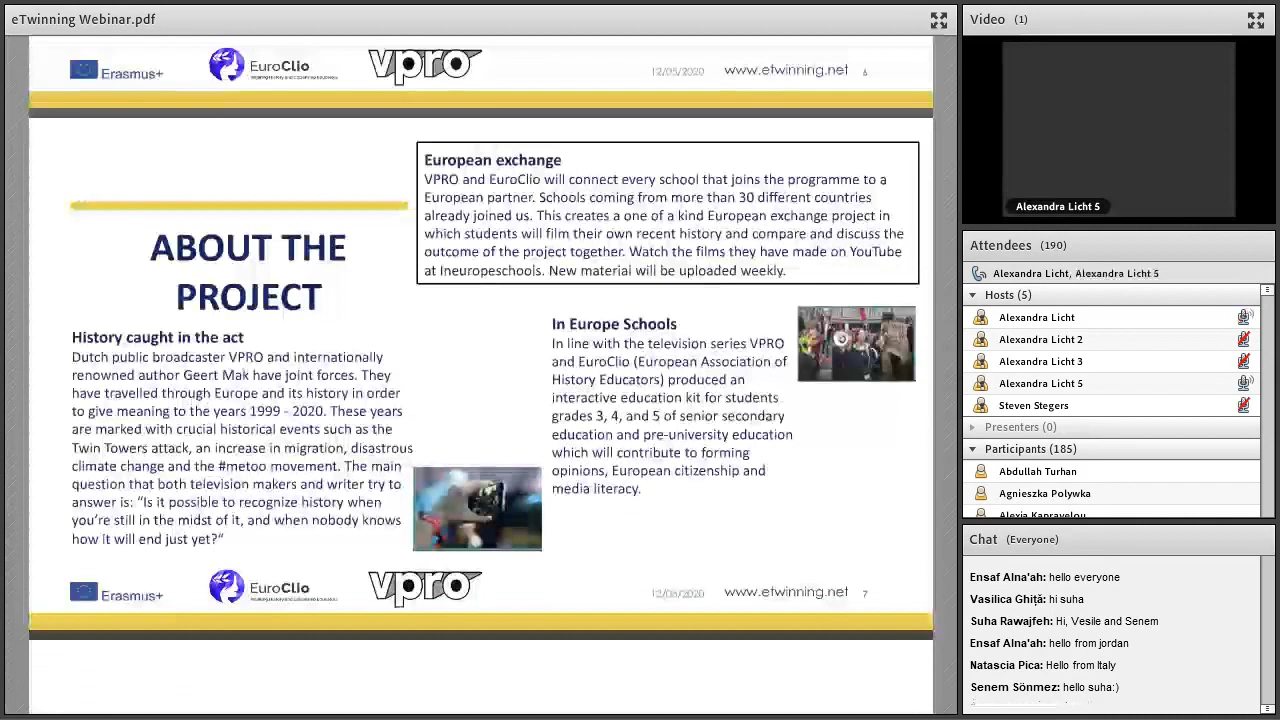 eTwinning Webinar.pdf
Erasmus+
EuroClio
vpro
12/05/2020
www.etwinning.net
6
ABOUT THE
PROJECT
History caught in the act
Dutch public broadcaster VPRO and internationally
renowned author Geert Mak have joint forces. They
have travelled through Europe and its history in order
to give meaning to the years 1999 - 2020. These years
are marked with crucial historical events such as the
Twin Towers attack, an increase in migration, disastrous
climate change and the #metoo movement. The main
question that both television makers and writer try to
answer is: “Is it possible to recognize history when
you’re still in the midst of it, and when nobody knows
how it will end just yet?“
European exchange
VPRO and EuroClio will connect every school that joins the programme to a
European partner. Schools coming from more than 30 different countries
already joined us. This creates a one of a kind European exchange project in
which students will film their own recent history and compare and discuss the
outcome of the project together. Watch the films they have made on YouTube
at Ineuropeschools. New material will be uploaded weekly.
In Europe Schools
In line with the television series VPRO
and EuroClio (European Association of
History Educators) produced an
interactive education kit for students
grades 3, 4, and 5 of senior secondary
education and pre-university education
which will contribute to forming
opinions, European citizenship and
media literacy.
Erasmus+
EuroClio
vpro
12/05/2020
www.etwinning.net
7
Video (1)
Alexandra Licht 5
Attendees (190)
Alexandra Licht, Alexandra Licht 5
Hosts (5)
Alexandra Licht
Alexandra Licht 2
Alexandra Licht 3
Alexandra Licht 5
Steven Stegers
Presenters (0)
Participants (185)
Abdullah Turhan
Agnieszka Polywka
Alexia Kapravelou
Chat (Everyone)
Ensaf Alna'ah: hello everyone
Vasilica Ghiță: hi suha
Suha Rawajfeh: Hi, Vesile and Senem
Ensaf Alna'ah: hello from jordan
Natascia Pica: Hello from Italy
Senem Sönmez: hello suha:)